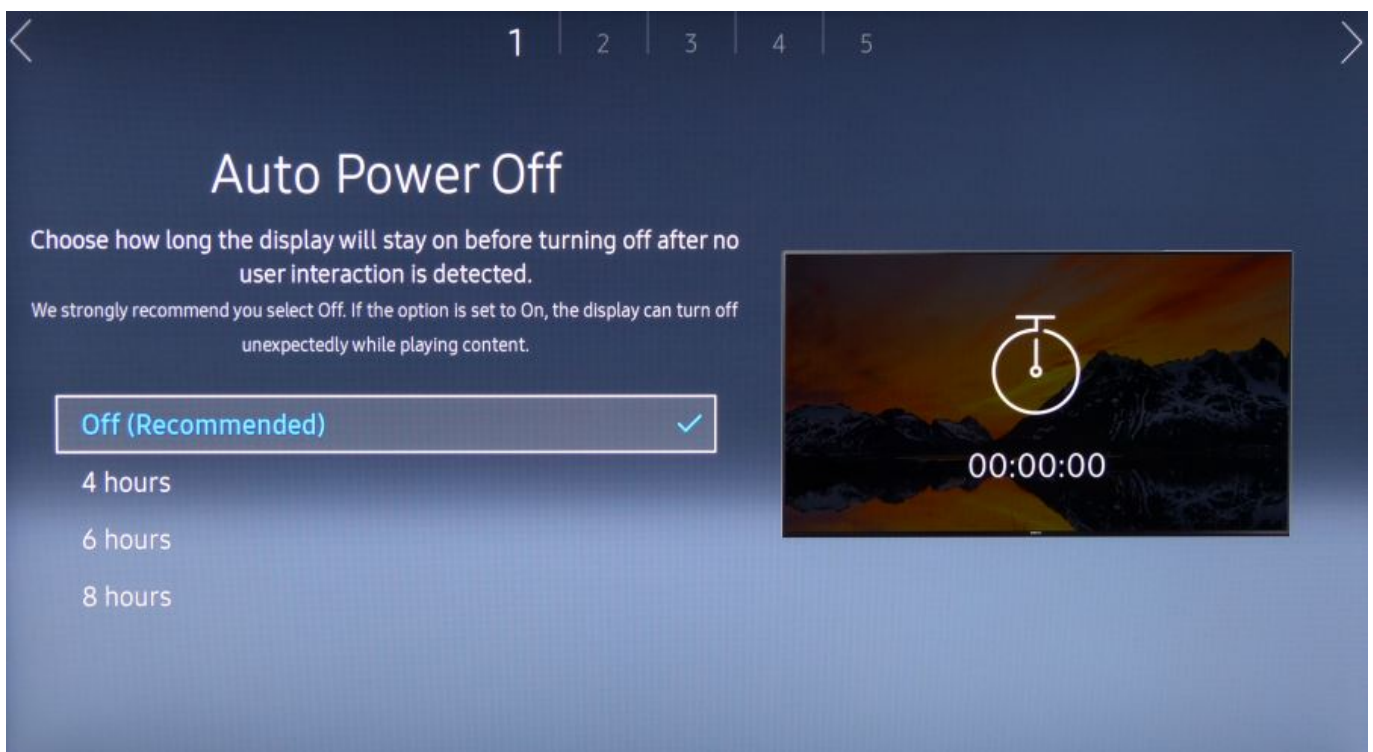 1 2 3 4 5
Auto Power Off
Choose how long the display will stay on before turning off after no
user interaction is detected.
We strongly recommend you select Off. If the option is set to On, the display can turn off
unexpectedly while playing content.
Off (Recommended)
4 hours
6 hours
8 hours
00:00:00